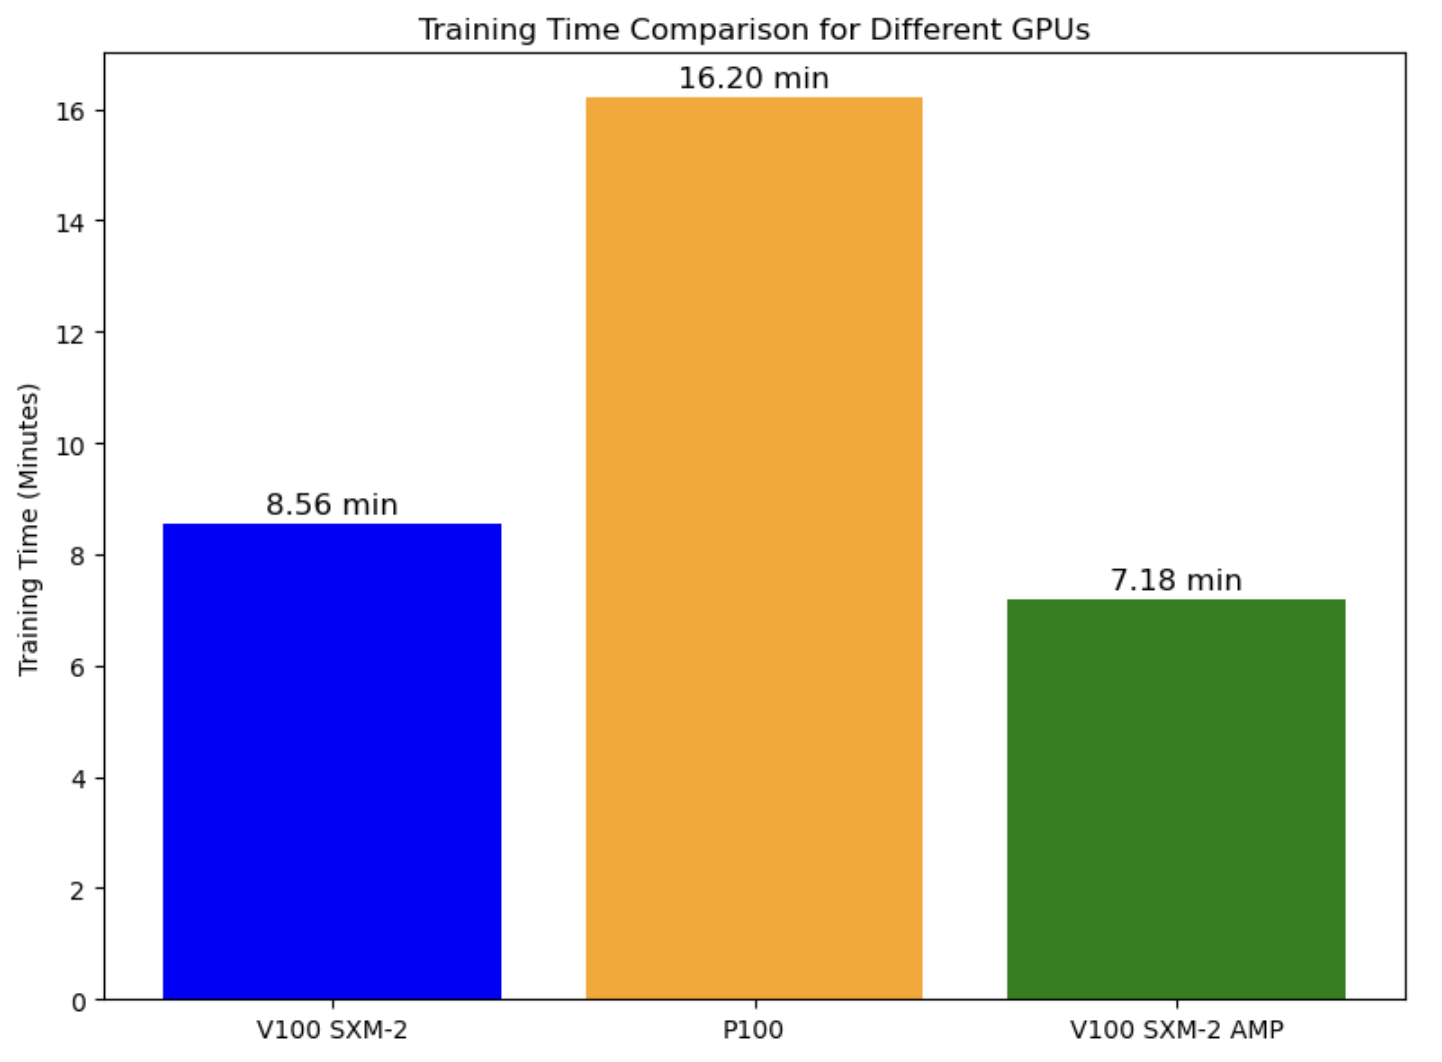 Training Time Comparison for Different GPUs
16.20 min
8.56 min
7.18 min
Training Time (Minutes)
16
14
12
10
8
6
4
2
0
V100 SXM-2
P100
V100 SXM-2 AMP